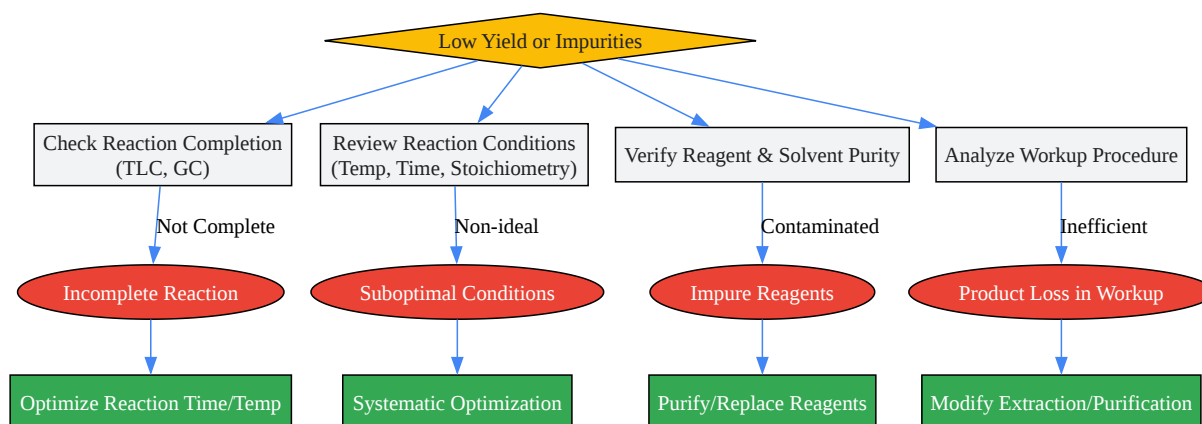 Low Yield or Impurities
Check Reaction Completion
(TLC, GC)
Review Reaction Conditions
(Temp, Time, Stoichiometry)
Verify Reagent & Solvent Purity
Analyze Workup Procedure
Not Complete
Non-ideal
Contaminated
Inefficient
Incomplete Reaction
Suboptimal Conditions
Impure Reagents
Product Loss in Workup
Optimize Reaction Time/Temp
Systematic Optimization
Purify/Replace Reagents
Modify Extraction/Purification